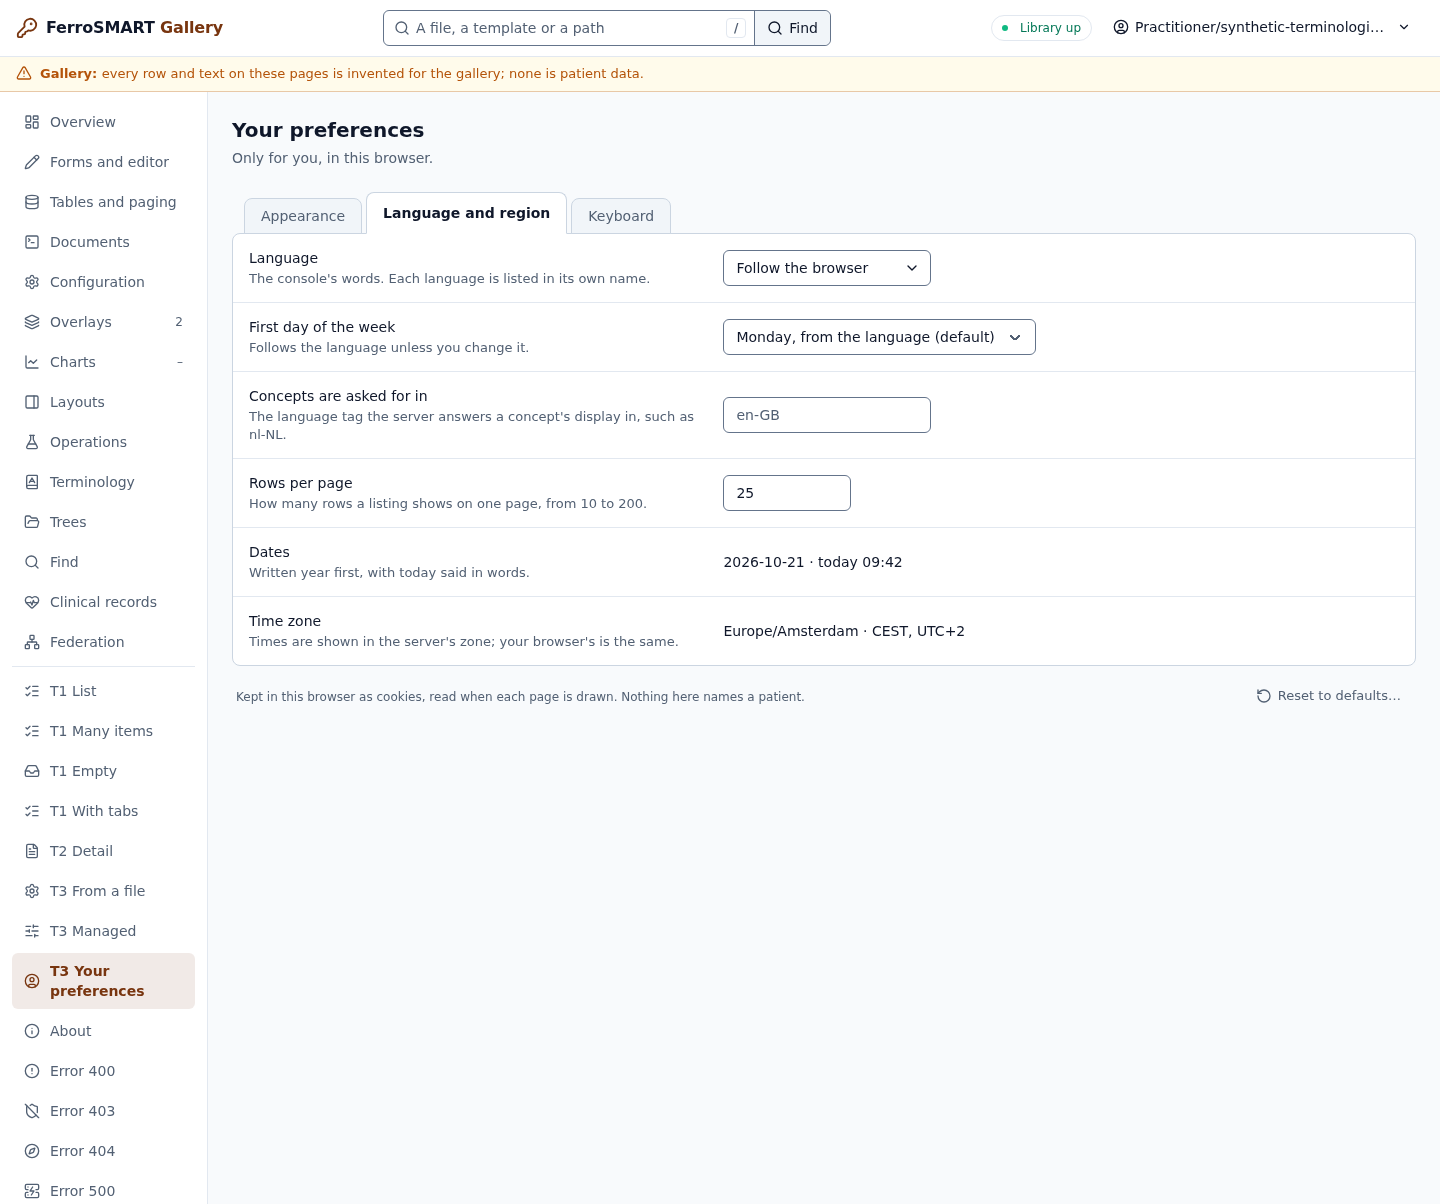 FerroSMART Gallery
A file, a template or a path
/
Find
Library up
Practitioner/synthetic-terminologi…
Gallery: every row and text on these pages is invented for the gallery; none is patient data.
Overview
Forms and editor
Tables and paging
Documents
Configuration
Overlays 2
Charts –
Layouts
Operations
Terminology
Trees
Find
Clinical records
Federation
T1 List
T1 Many items
T1 Empty
T1 With tabs
T2 Detail
T3 From a file
T3 Managed
T3 Your
preferences
About
Error 400
Error 403
Error 404
Error 500
Your preferences
Only for you, in this browser.
Appearance
Language and region
Keyboard
Language
The console's words. Each language is listed in its own name.
Follow the browser
First day of the week
Follows the language unless you change it.
Monday, from the language (default)
Concepts are asked for in
The language tag the server answers a concept's display in, such as
nl-NL.
en-GB
Rows per page
How many rows a listing shows on one page, from 10 to 200.
25
Dates
Written year first, with today said in words.
2026-10-21 · today 09:42
Time zone
Times are shown in the server's zone; your browser's is the same.
Europe/Amsterdam · CEST, UTC+2
Kept in this browser as cookies, read when each page is drawn. Nothing here names a patient.
Reset to defaults…